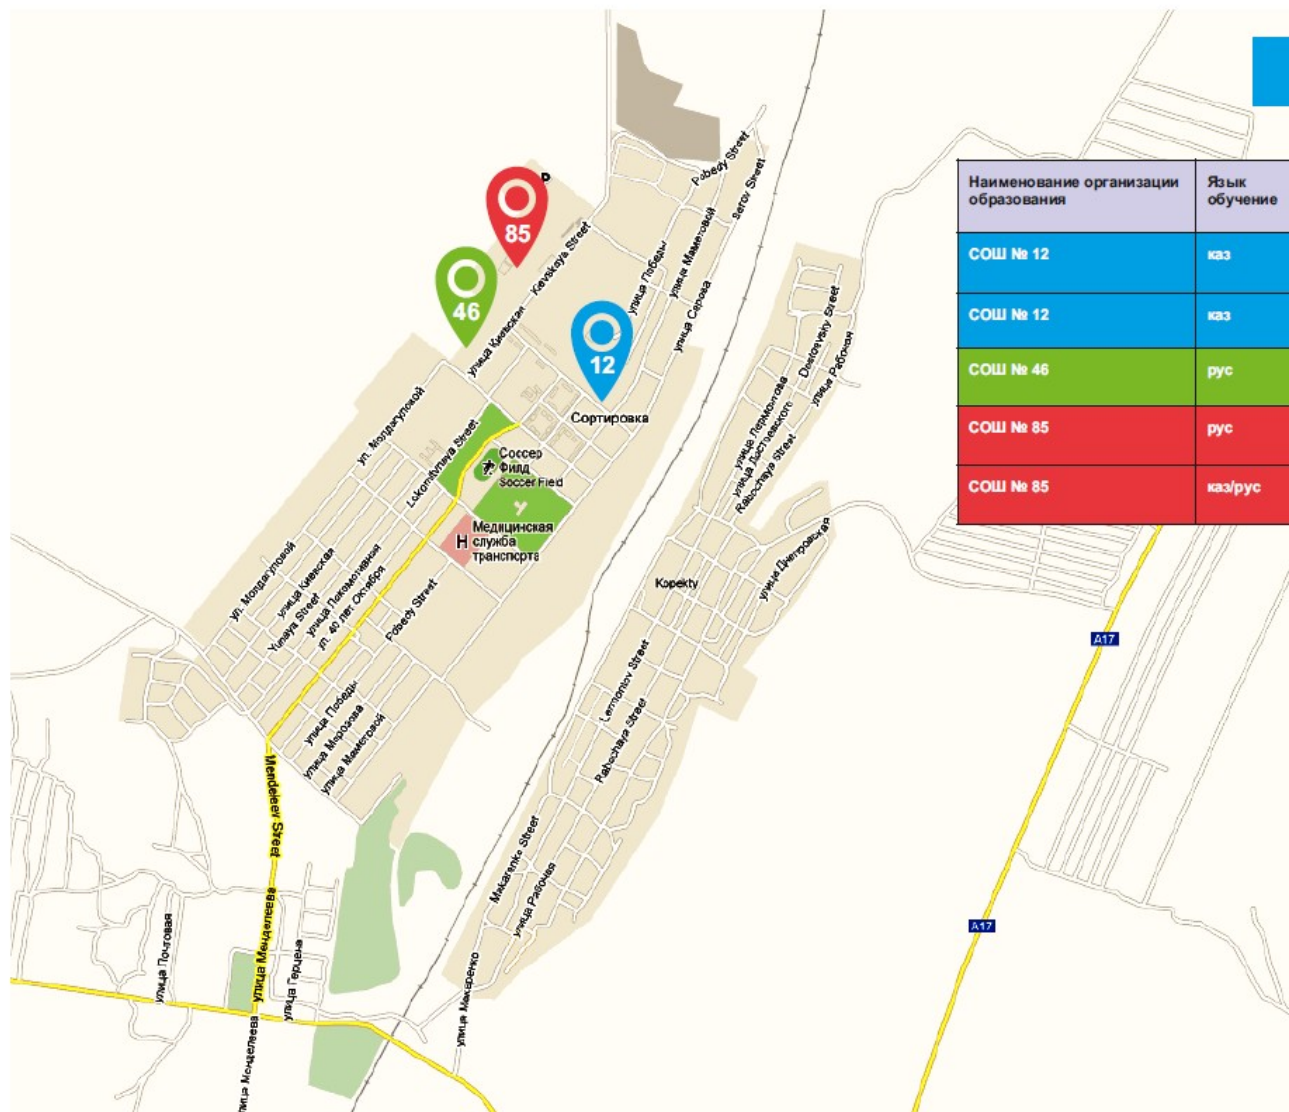 Наименование организации
образования
Язык
обучение
СОШ № 12
каз
СОШ № 12
каз
СОШ № 46
рус
СОШ № 85
рус
СОШ № 85
каз/рус
P
85
46
12
Pobedy Street
Serov Street
Kievskaya Street
улица Победы
улица Маметовой
улица Серова
улица Киевская
Сортировка
ул. Молдагуловой
Lokomitvnaya Street
Соссер
Филд
Soccer Field
H
Медицинская
служба
транспорта
Dostoevsky Street
улица Рабочая
улица Лермонтова
улица Достоевского
Rabochaya Street
улица Днепровская
Kopekty
ул. Молдагуловой
улица Киевская
Yunaya Street
улица Локомотивная
ул. 40 лет Октября
Pobedy Street
Lermontov Street
Rabochaya Street
улица Победы
улица Морозова
улица Маметовой
Mendeleev Street
Makarenko Street
улица Рабочая
улица Макаренко
улица Почтовая
улица Менделеева
улица Герцена
улица Менделеева
A17
A17